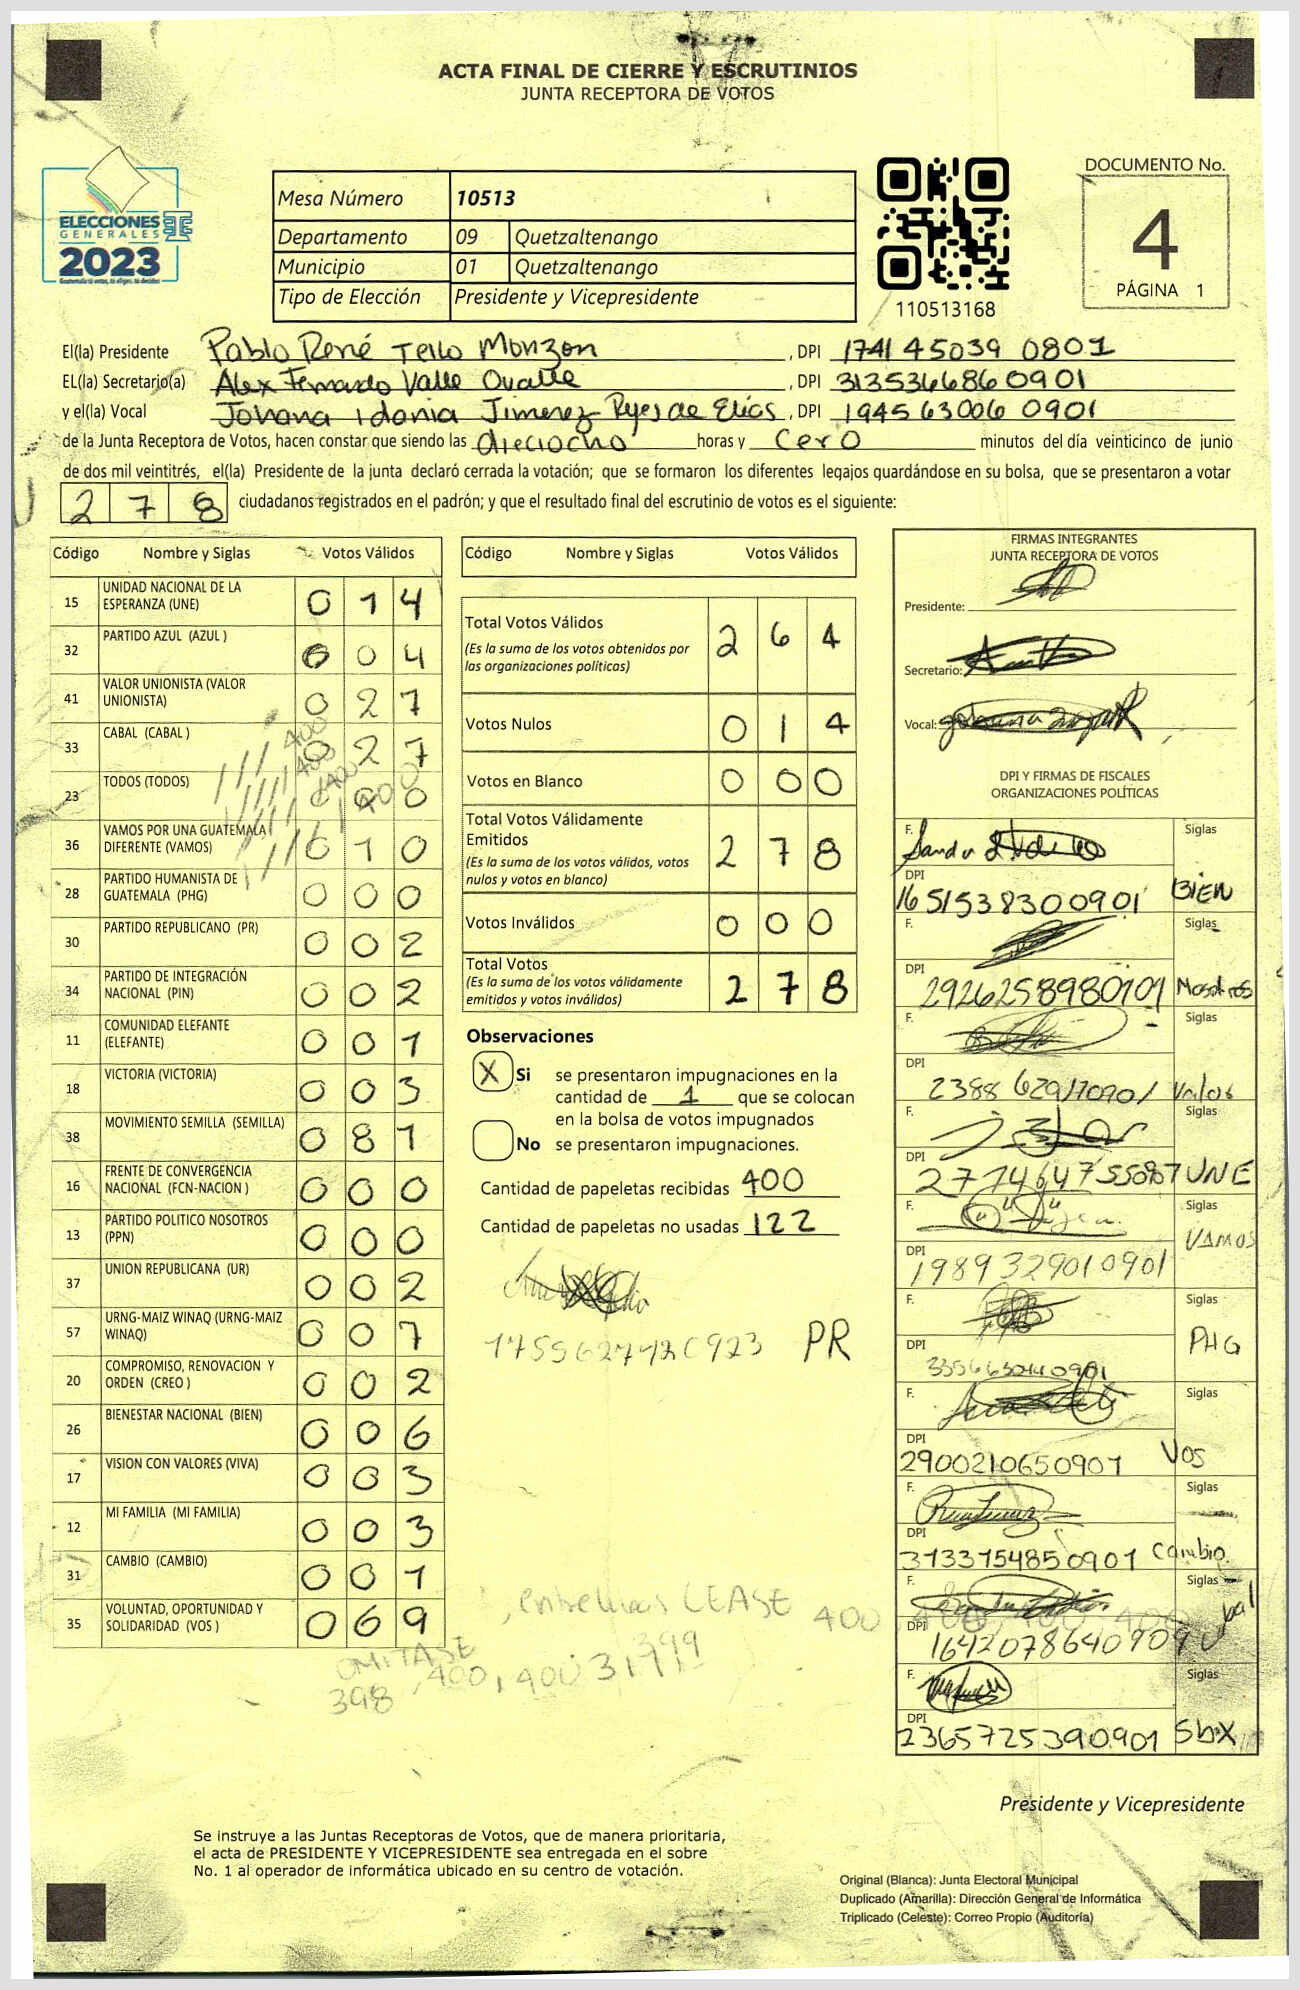 ACTA FINAL DE CIERRE Y ESCRUTINIOS
JUNTA RECEPTORA DE VOTOS
ELECCIONES
GENERALES
2023
Mesa Número 10513
Departamento 09 Quetzaltenango
Municipio 01 Quetzaltenango
Tipo de Elección Presidente y Vicepresidente
110513168
DOCUMENTO No.
4
PÁGINA 1
El(la) Presidente Pablo René Tello Monzon, DPI 1741 45039 0801
EL(la) Secretario(a) Alex Fernando Valle Ovalle, DPI 313536686 0901
y el(la) Vocal Johana Idania Jimenez Reyes de Elias, DPI 1945 63006 0901
de la Junta Receptora de Votos, hacen constar que siendo las dieciocho horas y cero minutos del día veinticinco de junio
de dos mil veintitrés, el(la) Presidente de la junta declaró cerrada la votación; que se formaron los diferentes legajos guardándose en su bolsa, que se presentaron a votar
278 ciudadanos registrados en el padrón; y que el resultado final del escrutinio de votos es el siguiente:
Código Nombre y Siglas Votos Válidos
15 UNIDAD NACIONAL DE LA ESPERANZA (UNE) 0 1 4
32 PARTIDO AZUL (AZUL ) 0 0 4
41 VALOR UNIONISTA (VALOR UNIONISTA) 0 2 7
33 CABAL (CABAL ) 0 2 7
23 TODOS (TODOS) 0 0 0
36 VAMOS POR UNA GUATEMALA DIFERENTE (VAMOS) 0 1 0
28 PARTIDO HUMANISTA DE GUATEMALA (PHG) 0 0 0
30 PARTIDO REPUBLICANO (PR) 0 0 2
34 PARTIDO DE INTEGRACIÓN NACIONAL (PIN) 0 0 2
11 COMUNIDAD ELEFANTE (ELEFANTE) 0 0 1
18 VICTORIA (VICTORIA) 0 0 3
38 MOVIMIENTO SEMILLA (SEMILLA) 0 8 1
16 FRENTE DE CONVERGENCIA NACIONAL (FCN-NACION ) 0 0 0
13 PARTIDO POLITICO NOSOTROS (PPN) 0 0 0
37 UNION REPUBLICANA (UR) 0 0 2
57 URNG-MAIZ WINAQ (URNG-MAIZ WINAQ) 0 0 7
20 COMPROMISO, RENOVACION Y ORDEN (CREO ) 0 0 2
26 BIENESTAR NACIONAL (BIEN) 0 0 6
17 VISION CON VALORES (VIVA) 0 0 3
12 MI FAMILIA (MI FAMILIA) 0 0 3
31 CAMBIO (CAMBIO) 0 0 1
35 VOLUNTAD, OPORTUNIDAD Y SOLIDARIDAD (VOS ) 0 6 9
OMITASE
398, 400, 400
, entrelineas LEASE 400
Código Nombre y Siglas Votos Válidos
Total Votos Válidos 2 6 4
(Es la suma de los votos obtenidos por las organizaciones políticas)
Votos Nulos 0 1 4
Votos en Blanco 0 0 0
Total Votos Válidamente Emitidos 2 7 8
(Es la suma de los votos válidos, votos nulos y votos en blanco)
Votos Inválidos 0 0 0
Total Votos 2 7 8
(Es la suma de los votos válidamente emitidos y votos inválidos)
Observaciones
X Si se presentaron impugnaciones en la
cantidad de 1 que se colocan
en la bolsa de votos impugnados
No se presentaron impugnaciones.
Cantidad de papeletas recibidas 400
Cantidad de papeletas no usadas 122
PR
FIRMAS INTEGRANTES
JUNTA RECEPTORA DE VOTOS
Presidente:
Secretario:
Vocal:
DPI Y FIRMAS DE FISCALES
ORGANIZACIONES POLÍTICAS
F. Siglas
DPI 1651538300901 BIEN
F. Siglas
DPI 2926258980101 Nosotros
F. Siglas
DPI Valor
F. Siglas
DPI UNE
F. Siglas
DPI 1989329010901 VAMOS
F. Siglas
DPI PHG
F. Siglas
DPI 2900210650901 Vos
F. Siglas
DPI 3133154850901 Cambio
F. Siglas
DPI
F. Siglas
DPI 2365725390901
Presidente y Vicepresidente
Se instruye a las Juntas Receptoras de Votos, que de manera prioritaria,
el acta de PRESIDENTE Y VICEPRESIDENTE sea entregada en el sobre
No. 1 al operador de informática ubicado en su centro de votación.
Original (Blanca): Junta Electoral Municipal
Duplicado (Amarilla): Dirección General de Informática
Triplicado (Celeste): Correo Propio (Auditoría)